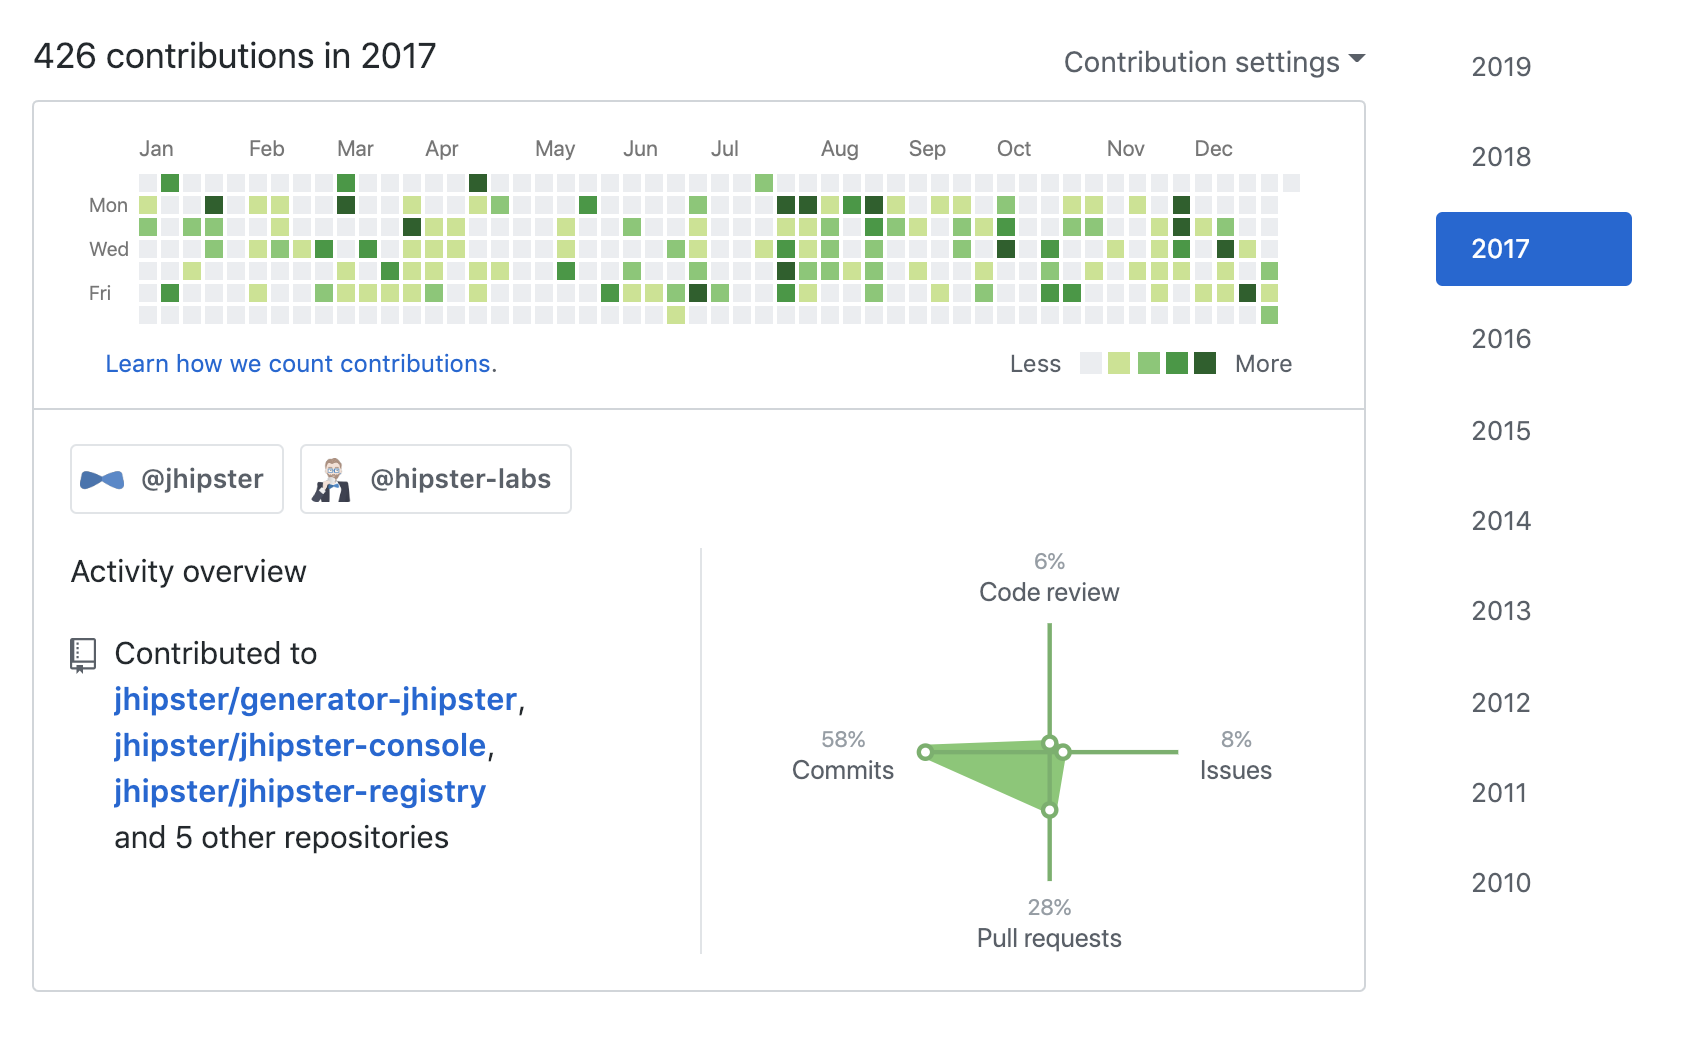 426 contributions in 2017
Contribution settings
Jan Feb Mar Apr May Jun Jul Aug Sep Oct Nov Dec
Mon
Wed
Fri
Learn how we count contributions.
Less More
@jhipster @hipster-labs
Activity overview
Contributed to
jhipster/generator-jhipster,
jhipster/jhipster-console,
jhipster/jhipster-registry
and 5 other repositories
6%
Code review
58%
Commits
8%
Issues
28%
Pull requests
2019
2018
2017
2016
2015
2014
2013
2012
2011
2010